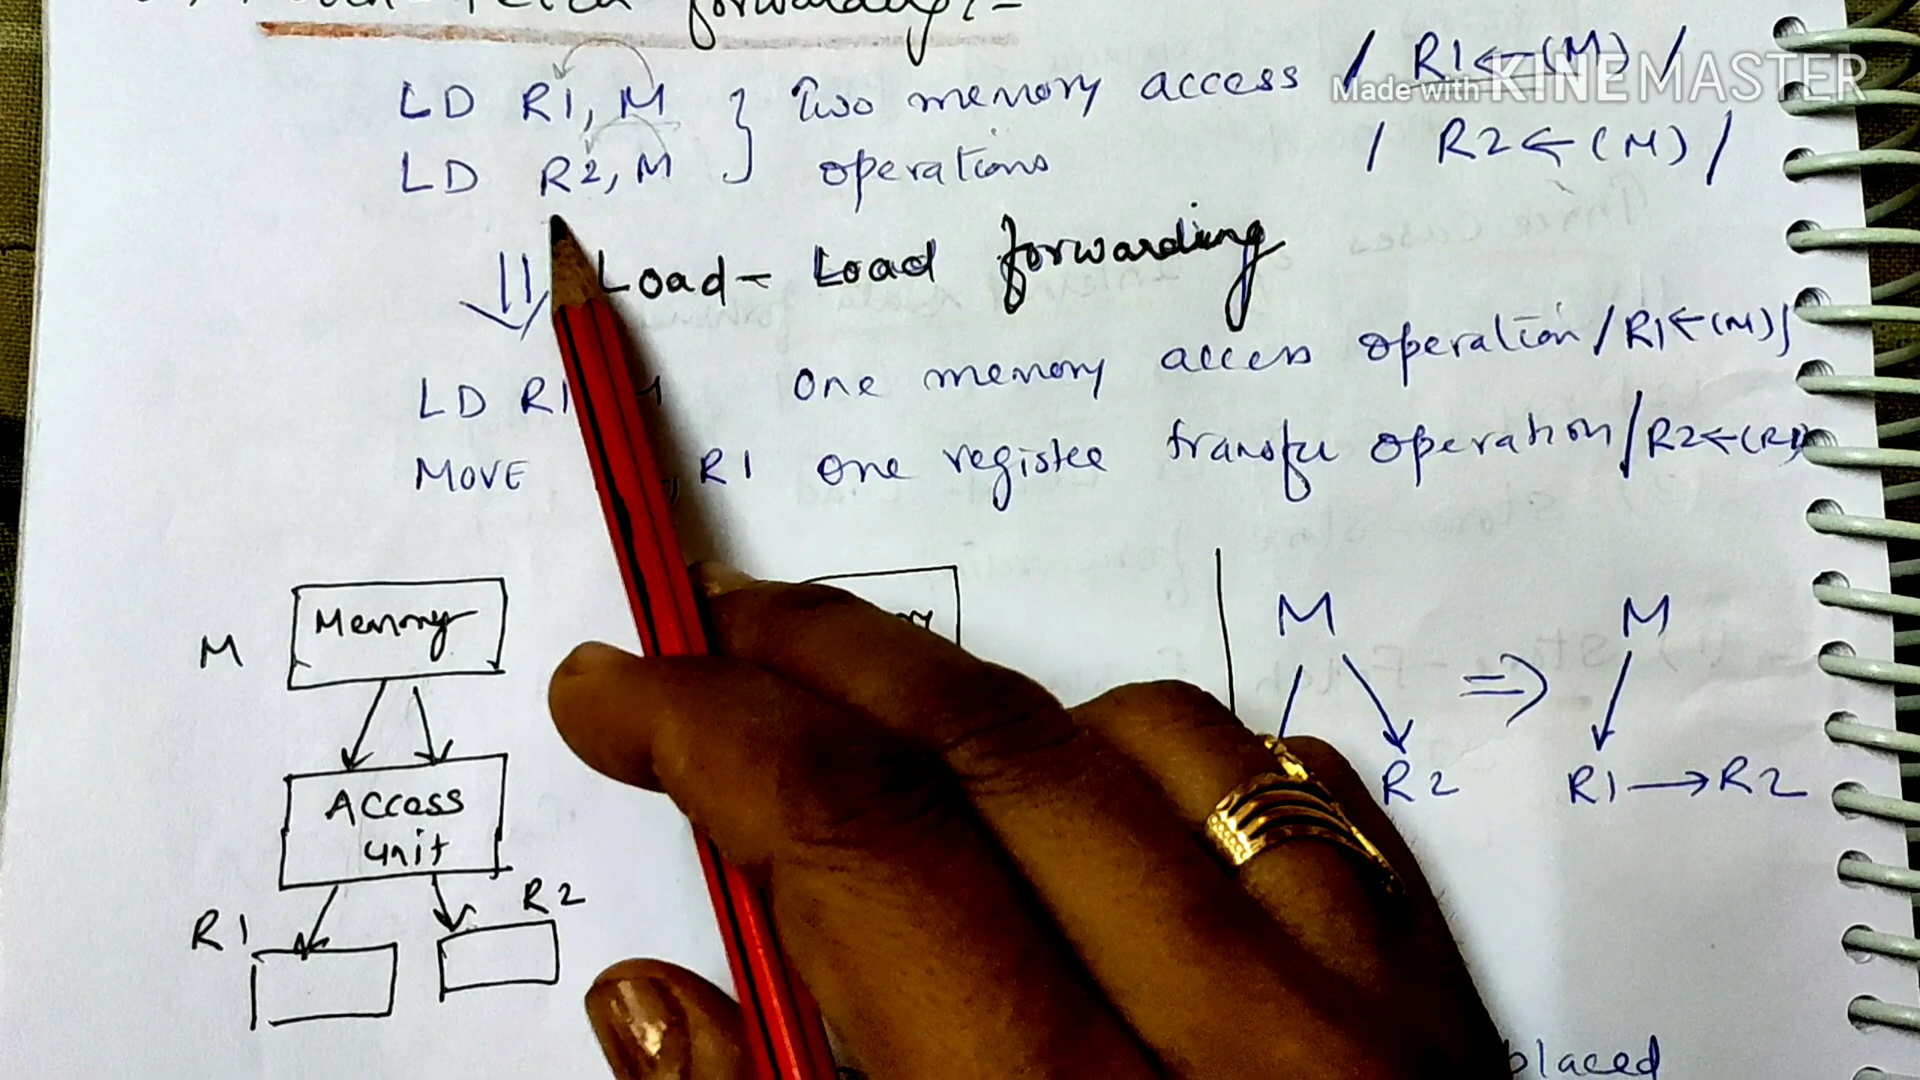 forwarding:-
LD R1, M } Two memory access / R1←(M) /
LD R2, M } operations / R2←(M) /
Made with KINEMASTER
⇓ Load-Load forwarding
LD R1, M one memory access operation / R1←(M) /
MOVE , R1 one register transfer operation / R2←(R1)
M Memory
Access
unit
R1 R2
M ⇒ M
R2 R1→R2
placed